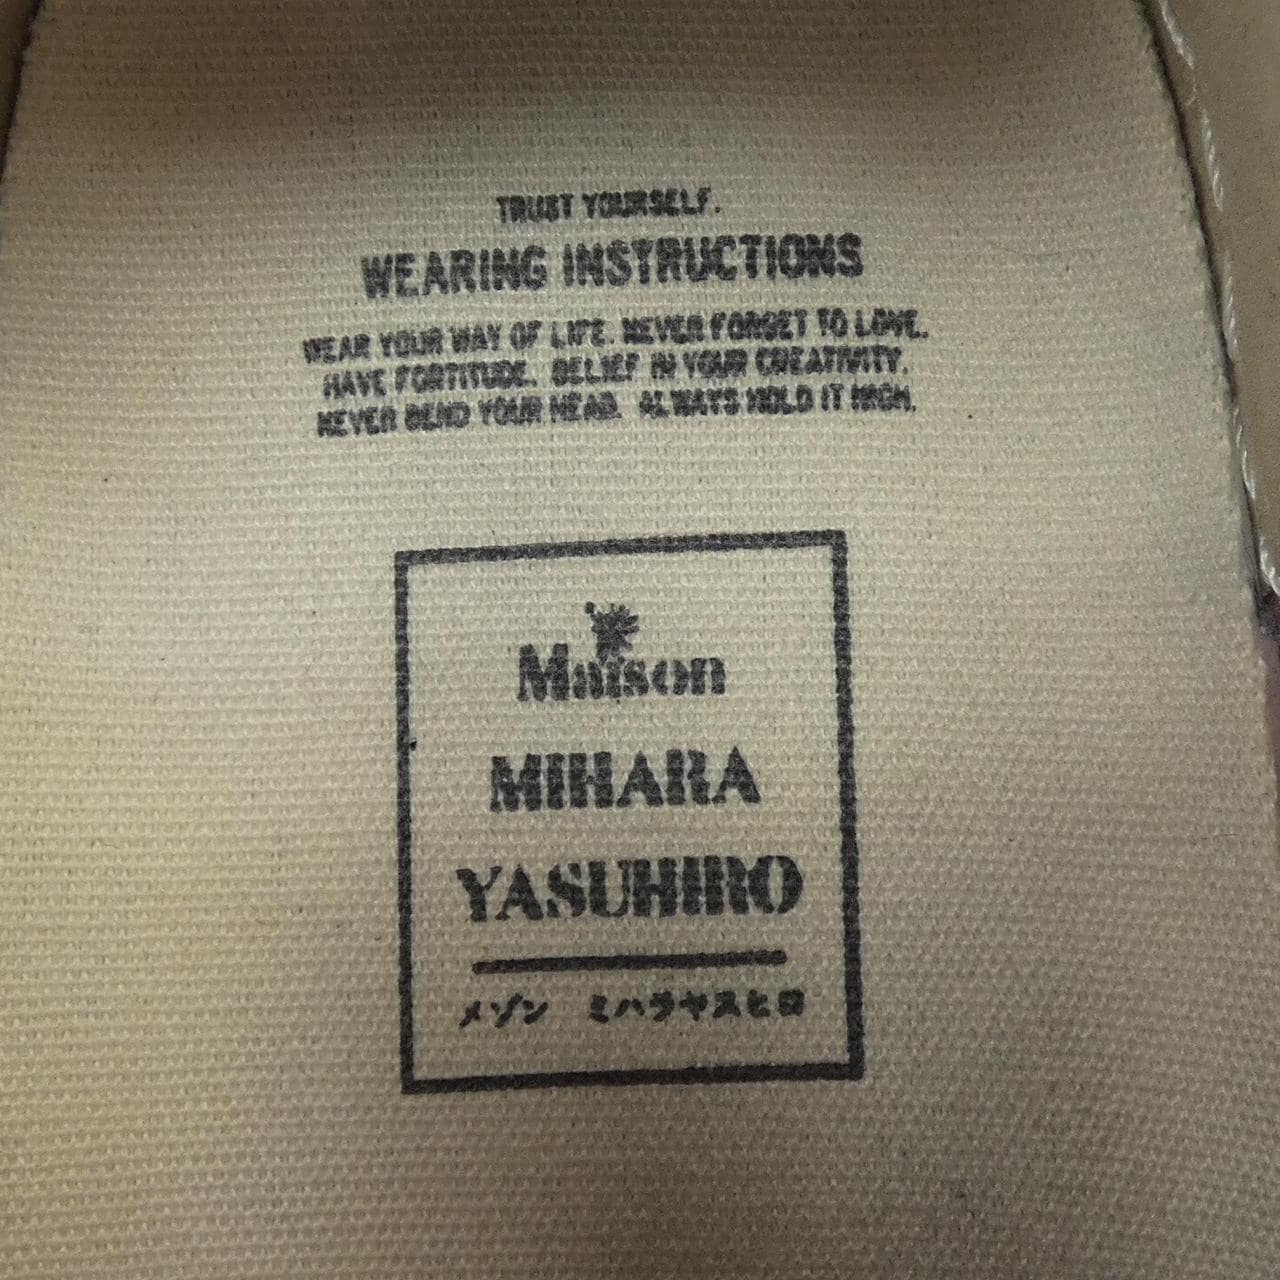 TRUST YOURSELF.
WEARING INSTRUCTIONS
WEAR YOUR WAY OF LIFE. NEVER FORGET TO LOVE.
HAVE FORTITUDE. BELIEF IN YOUR CREATIVITY.
NEVER BEND YOUR HEAD. ALWAYS HOLD IT HIGH.
Maison
MIHARA
YASUHIRO
メゾン ミハラヤスヒロ